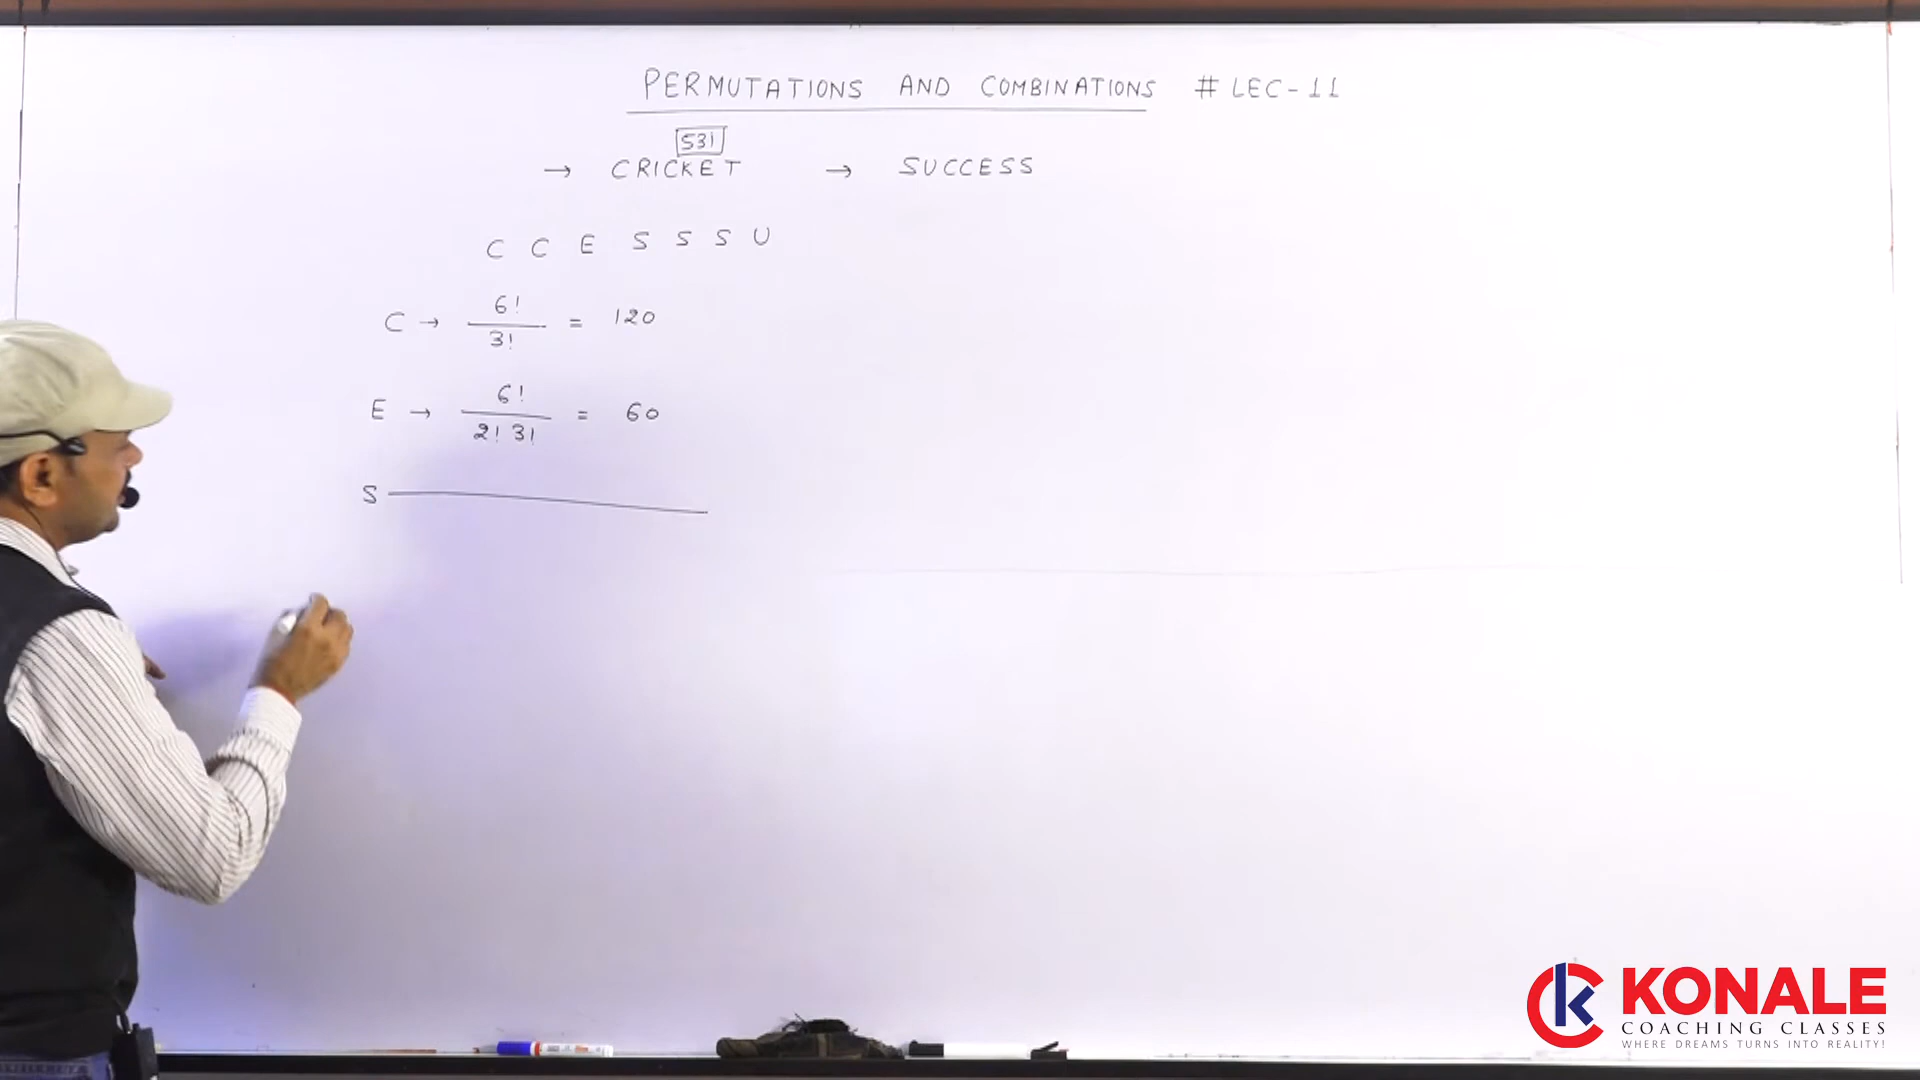 PERMUTATIONS AND COMBINATIONS # LEC-11
531
→ CRICKET → SUCCESS
C C E S S S U
C → 6!/3! = 120
E → 6!/2! 3! = 60
S
KONALE
COACHING CLASSES
WHERE DREAMS TURNS INTO REALITY!